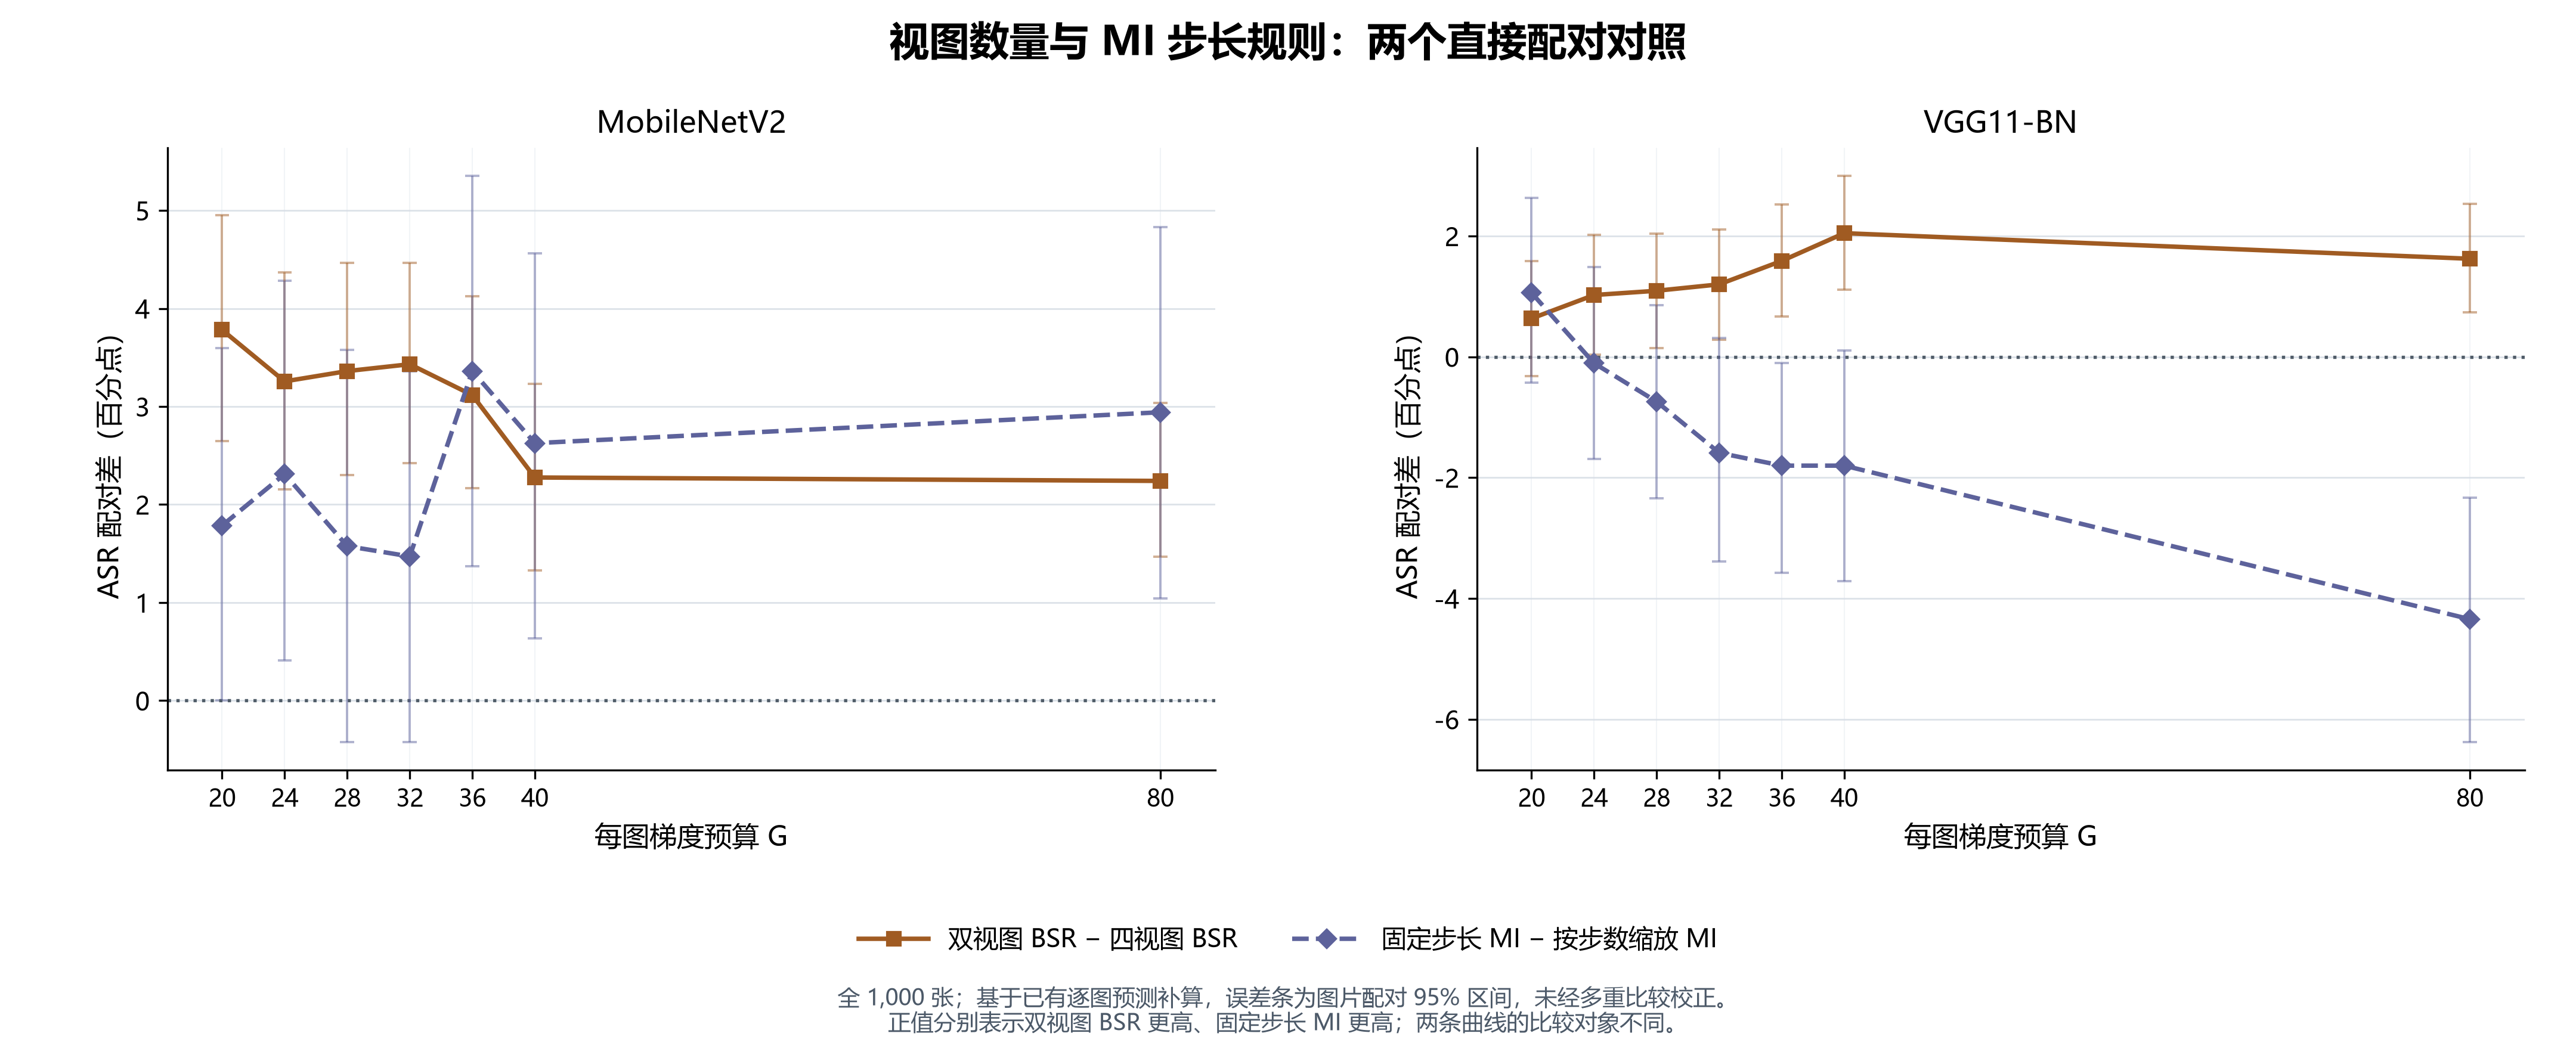 视图数量与 MI 步长规则：两个直接配对对照
MobileNetV2
ASR 配对差（百分点）
5
4
3
2
1
0
20 24 28 32 36 40 80
每图梯度预算 G
VGG11-BN
ASR 配对差（百分点）
2
0
-2
-4
-6
20 24 28 32 36 40 80
每图梯度预算 G
双视图 BSR − 四视图 BSR
固定步长 MI − 按步数缩放 MI
全 1,000 张；基于已有逐图预测补算，误差条为图片配对 95% 区间，未经多重比较校正。
正值分别表示双视图 BSR 更高、固定步长 MI 更高；两条曲线的比较对象不同。